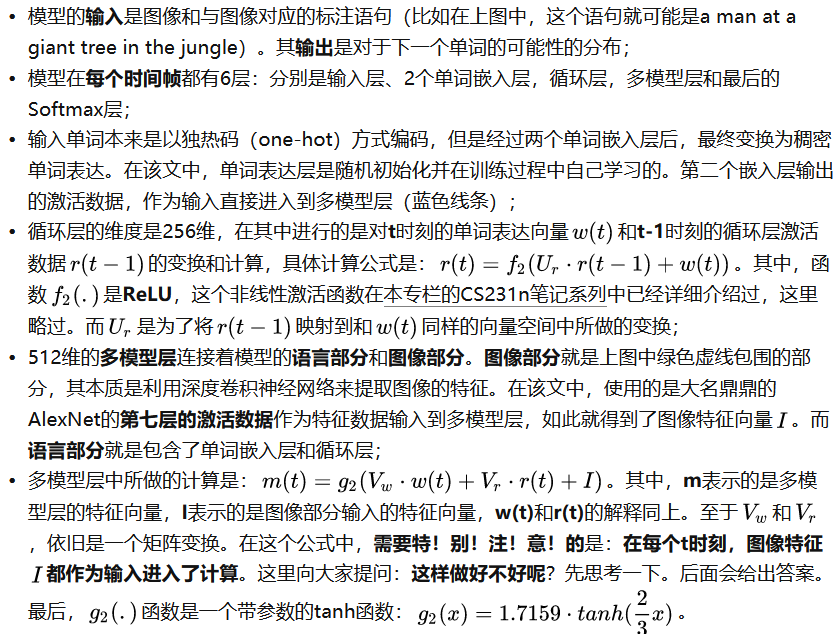 • 模型的输入是图像和与图像对应的标注语句（比如在上图中，这个语句就可能是a man at a
giant tree in the jungle）。其输出是对于下一个单词的可能性的分布；
• 模型在每个时间帧都有6层：分别是输入层、2个单词嵌入层，循环层，多模型层和最后的
Softmax层；
• 输入单词本来是以独热码（one-hot）方式编码，但是经过两个单词嵌入层后，最终变换为稠密
单词表达。在该文中，单词表达层是随机初始化并在训练过程中自己学习的。第二个嵌入层输出
的激活数据，作为输入直接进入到多模型层（蓝色线条）；
• 循环层的维度是256维，在其中进行的是对t时刻的单词表达向量 w(t) 和t-1时刻的循环层激活
数据 r(t − 1) 的变换和计算，具体计算公式是： r(t) = f₂(Uᵣ · r(t − 1) + w(t)) 。其中，函
数 f₂(.) 是ReLU，这个非线性激活函数在本专栏的CS231n笔记系列中已经详细介绍过，这里
略过。而 Uᵣ 是为了将 r(t − 1) 映射到和 w(t) 同样的向量空间中所做的变换；
• 512维的多模型层连接着模型的语言部分和图像部分。图像部分就是上图中绿色虚线包围的部
分，其本质是利用深度卷积神经网络来提取图像的特征。在该文中，使用的是大名鼎鼎的
AlexNet的第七层的激活数据作为特征数据输入到多模型层，如此就得到了图像特征向量 I 。而
语言部分就是包含了单词嵌入层和循环层；
• 多模型层中所做的计算是： m(t) = g₂(V_w · w(t) + Vᵣ · r(t) + I) 。其中，m表示的是多模
型层的特征向量，I表示的是图像部分输入的特征向量，w(t)和r(t)的解释同上。至于 V_w 和 Vᵣ
，依旧是一个矩阵变换。在这个公式中，需要特！别！注！意！的是：在每个t时刻，图像特征
I 都作为输入进入了计算。这里向大家提问：这样做好不好呢？先思考一下。后面会给出答案。
最后， g₂(.) 函数是一个带参数的tanh函数： g₂(x) = 1.7159 · tanh(2/3 x) 。